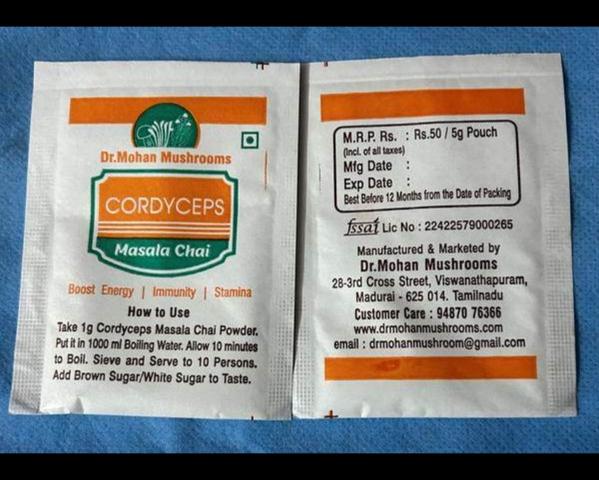 Dr.Mohan Mushrooms
CORDYCEPS
Masala Chai
Boost Energy | Immunity | Stamina
How to Use
Take 1g Cordyceps Masala Chai Powder.
Put it in 1000 ml Boiling Water. Allow 10 minutes
to Boil. Sieve and Serve to 10 Persons.
Add Brown Sugar/White Sugar to Taste.
M.R.P. Rs. : Rs.50 / 5g Pouch
(Incl. of all taxes)
Mfg Date :
Exp Date :
Best Before 12 Months from the Date of Packing
fssai Lic No : 22422579000265
Manufactured & Marketed by
Dr.Mohan Mushrooms
28-3rd Cross Street, Viswanathapuram,
Madurai - 625 014. Tamilnadu
Customer Care : 94870 76366
www.drmohanmushrooms.com
email : drmohanmushroom@gmail.com